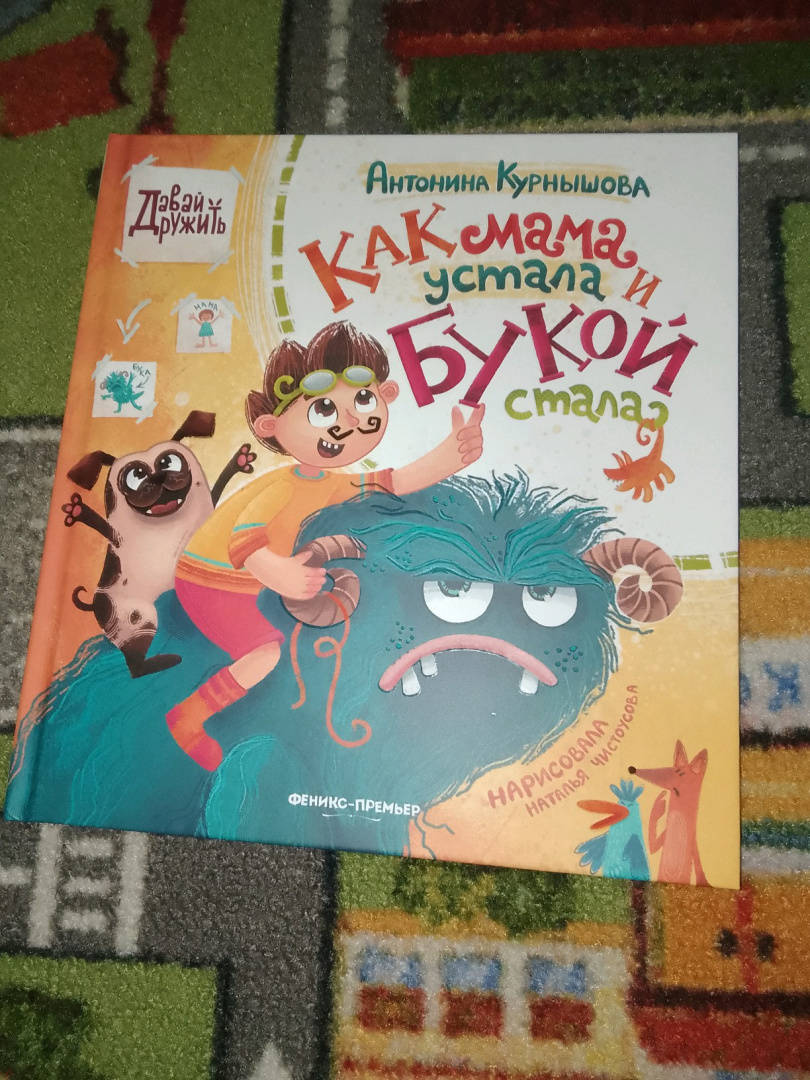 Давай
Дружить
Антонина Курнышова
Как мама
устала и
Букой
стала
МАМА
БУКА
НАРИСОВАЛА
НАТАЛЬЯ ЧИСТОУСОВА
ФЕНИКС-ПРЕМЬЕР